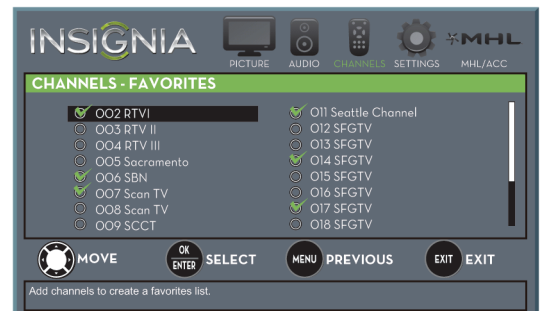 INSIGNIA
PICTURE AUDIO CHANNELS SETTINGS MHL/ACC
MHL
CHANNELS - FAVORITES
002 RTVI
003 RTV II
004 RTV III
005 Sacramento
006 SBN
007 Scan TV
008 Scan TV
009 SCCT
011 Seattle Channel
012 SFGTV
013 SFGTV
014 SFGTV
015 SFGTV
016 SFGTV
017 SFGTV
018 SFGTV
MOVE
OK ENTER SELECT
MENU PREVIOUS
EXIT EXIT
Add channels to create a favorites list.